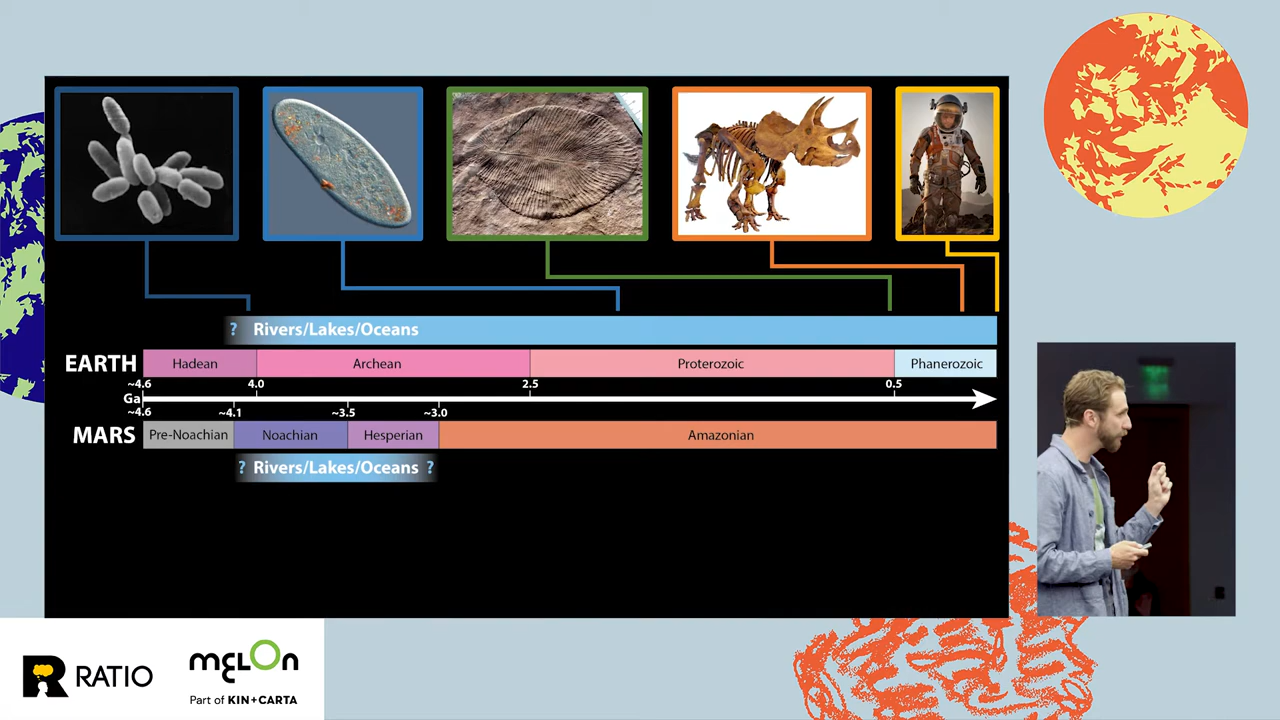 ? Rivers/Lakes/Oceans
EARTH Hadean Archean Proterozoic Phanerozoic
~4.6 4.0 2.5 0.5
Ga
~4.6 ~4.1 ~3.5 ~3.0
MARS Pre-Noachian Noachian Hesperian Amazonian
? Rivers/Lakes/Oceans ?
RATIO
melon
Part of KIN+CARTA